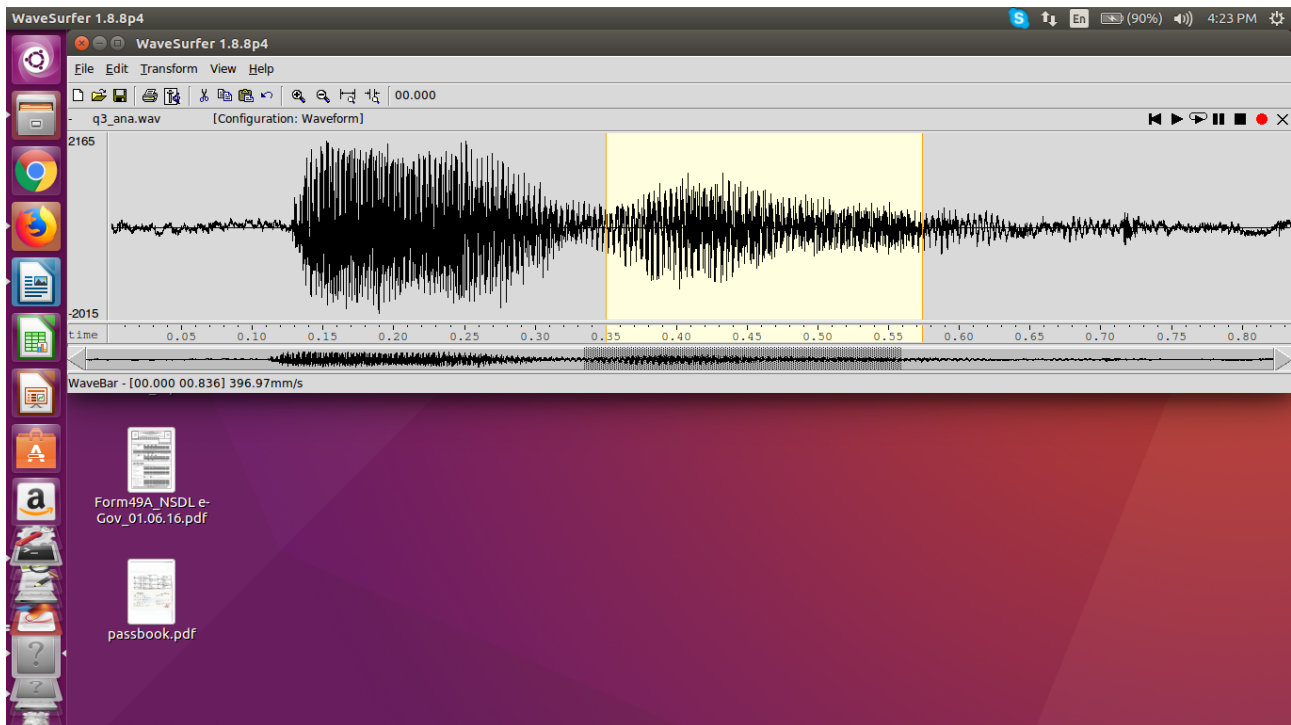 WaveSurfer 1.8.8p4
En (90%) 4:23 PM
WaveSurfer 1.8.8p4
File Edit Transform View Help
00.000
- q3_ana.wav [Configuration: Waveform]
2165
-2015
time 0.05 0.10 0.15 0.20 0.25 0.30 0.35 0.40 0.45 0.50 0.55 0.60 0.65 0.70 0.75 0.80
WaveBar - [00.000 00.836] 396.97mm/s
Form49A_NSDL e-
Gov_01.06.16.pdf
passbook.pdf